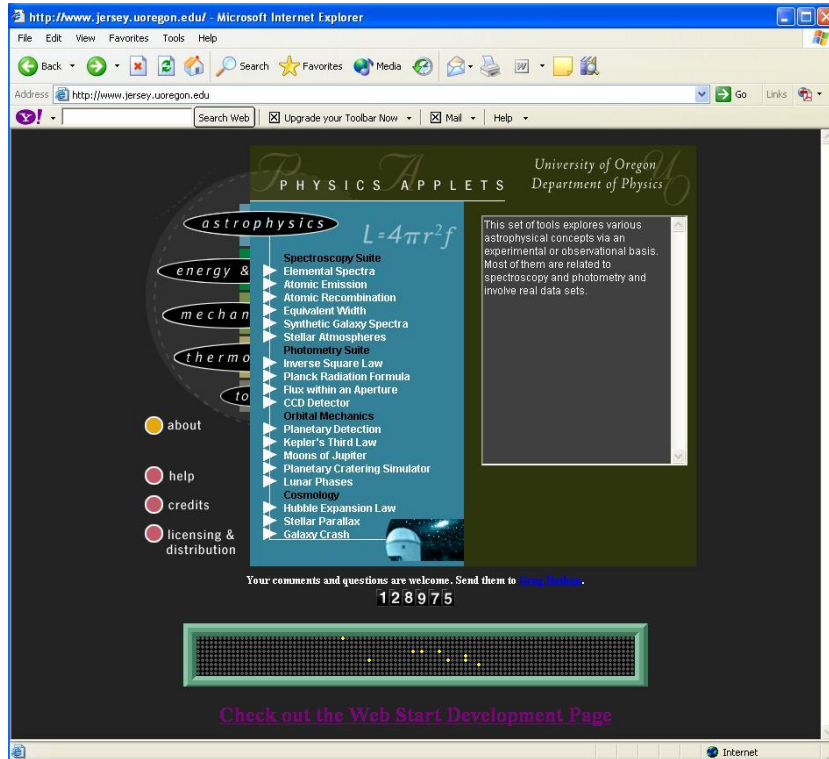 http://www.jersey.uoregon.edu/ - Microsoft Internet Explorer
File Edit View Favorites Tools Help
Back Search Favorites Media
Address http://www.jersey.uoregon.edu Go Links
Y! Search Web Upgrade your Toolbar Now Mail Help
PHYSICS APPLETS
University of Oregon
Department of Physics
astrophysics
L=4πr²f
energy &
mechan
thermo
to
about
help
credits
licensing &
distribution
Spectroscopy Suite
Elemental Spectra
Atomic Emission
Atomic Recombination
Equivalent Width
Synthetic Galaxy Spectra
Stellar Atmospheres
Photometry Suite
Inverse Square Law
Planck Radiation Formula
Flux within an Aperture
CCD Detector
Orbital Mechanics
Planetary Detection
Kepler's Third Law
Moons of Jupiter
Planetary Cratering Simulator
Lunar Phases
Cosmology
Hubble Expansion Law
Stellar Parallax
Galaxy Crash
This set of tools explores various
astrophysical concepts via an
experimental or observational basis.
Most of them are related to
spectroscopy and photometry and
involve real data sets.
Your comments and questions are welcome. Send them to
128975
Check out the Web Start Development Page
Internet